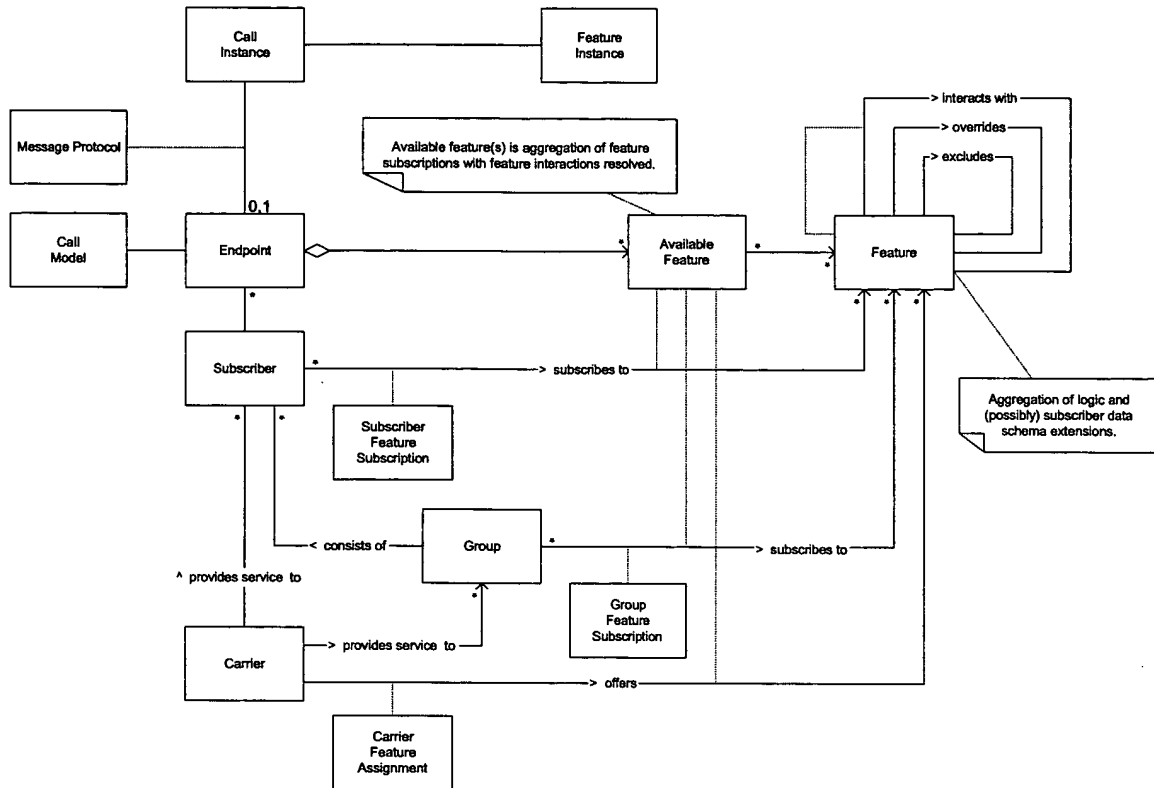 Call
Instance
Feature
Instance
> interacts with
Message Protocol
> overrides
Available feature(s) is aggregation of feature
subscriptions with feature interactions resolved.
> excludes
0,1
Call
Model
Endpoint
*
Available
Feature
*
*
Feature
*
*
*
*
Subscriber
*
> subscribes to
*
*
Subscriber
Feature
Subscription
Aggregation of logic and
(possibly) subscriber data
schema extensions.
< consists of
Group
*
> subscribes to
^ provides service to
*
Group
Feature
Subscription
Carrier
> provides service to
> offers
Carrier
Feature
Assignment